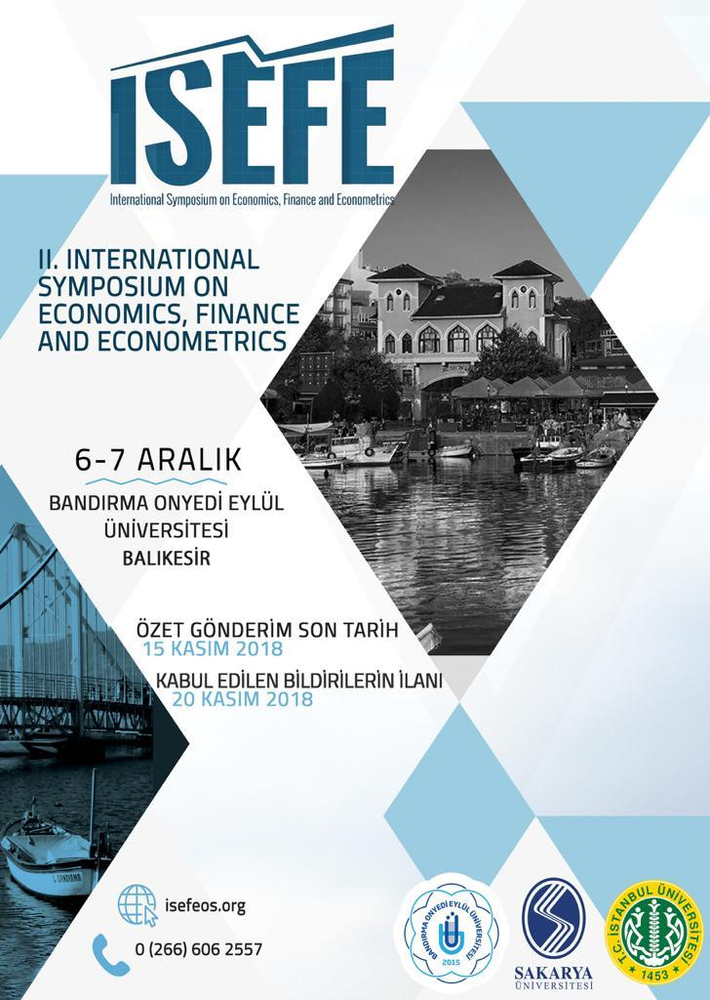 ISEFE
International Symposium on Economics, Finance and Econometrics
II. INTERNATIONAL
SYMPOSIUM ON
ECONOMICS, FINANCE
AND ECONOMETRICS
6-7 ARALIK
BANDIRMA ONYEDİ EYLÜL
ÜNİVERSİTESİ
BALIKESİR
ÖZET GÖNDERİM SON TARİH
15 KASIM 2018
KABUL EDİLEN BİLDİRİLERİN İLANI
20 KASIM 2018
BANDIRMA
isefeos.org
0 (266) 606 2557
BANDIRMA ONYEDİ EYLÜL ÜNİVERSİTESİ
2015
SAKARYA
ÜNİVERSİTESİ
T.C. İSTANBUL ÜNİVERSİTESİ
1453